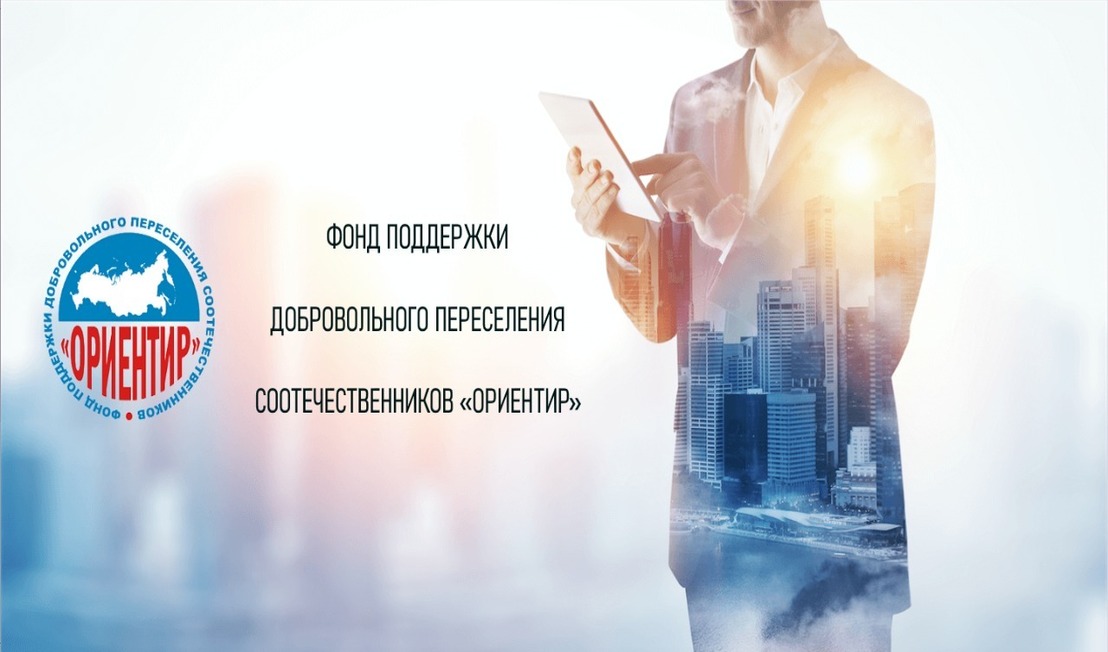 ФОНД ПОДДЕРЖКИ ДОБРОВОЛЬНОГО ПЕРЕСЕЛЕНИЯ СООТЕЧЕСТВЕННИКОВ
«ОРИЕНТИР»
ФОНД ПОДДЕРЖКИ
ДОБРОВОЛЬНОГО ПЕРЕСЕЛЕНИЯ
СООТЕЧЕСТВЕННИКОВ «ОРИЕНТИР»